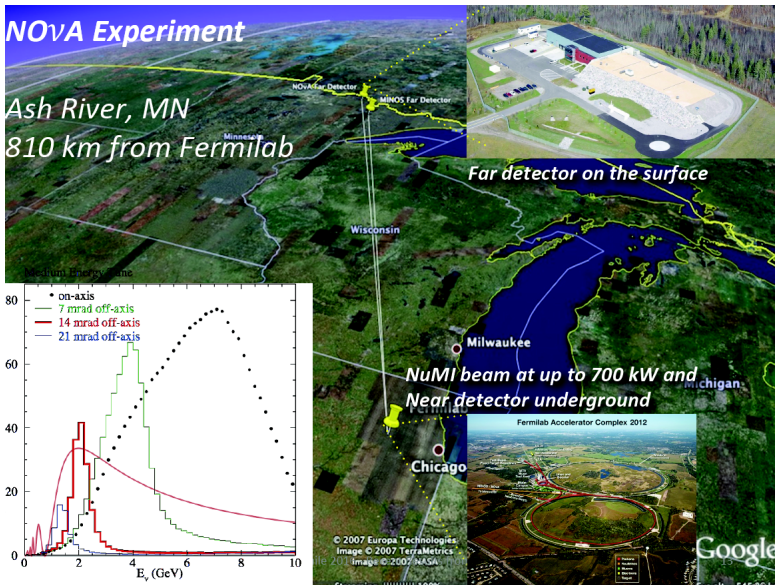 NOνA Experiment
Ash River, MN
810 km from Fermilab
NOvA Far Detector
MINOS Far Detector
Minnesota
Far detector on the surface
Wisconsin
Medium Energy Tune
on-axis
7 mrad off-axis
14 mrad off-axis
21 mrad off-axis
80
60
40
20
0
0 2 4 6 8 10
Eν (GeV)
Milwaukee
NuMI beam at up to 700 kW and
Near detector underground
Michigan
Fermilab
Chicago
Fermilab Accelerator Complex 2012
© 2007 Europa Technologies
Image © 2007 TerraMetrics
Image © 2007 NASA
Google